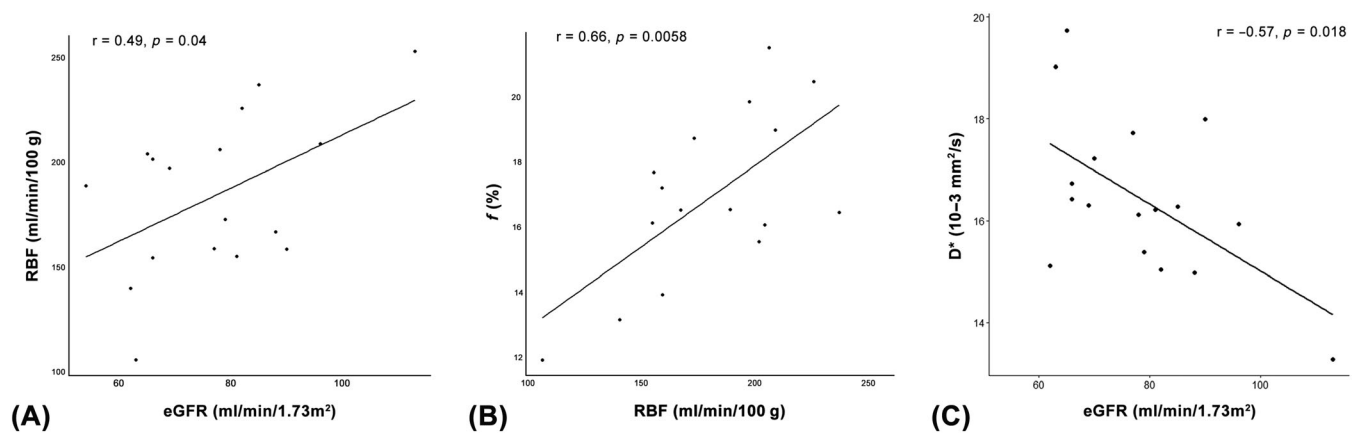 r = 0.49, p = 0.04
250
200
150
100
60
80
100
RBF (ml/min/100 g)
eGFR (ml/min/1.73m²)
(A)
r = 0.66, p = 0.0058
20
18
16
14
12
100
150
200
250
f (%)
RBF (ml/min/100 g)
(B)
r = −0.57, p = 0.018
20
18
16
14
60
80
100
D* (10−3 mm²/s)
eGFR (ml/min/1.73m²)
(C)